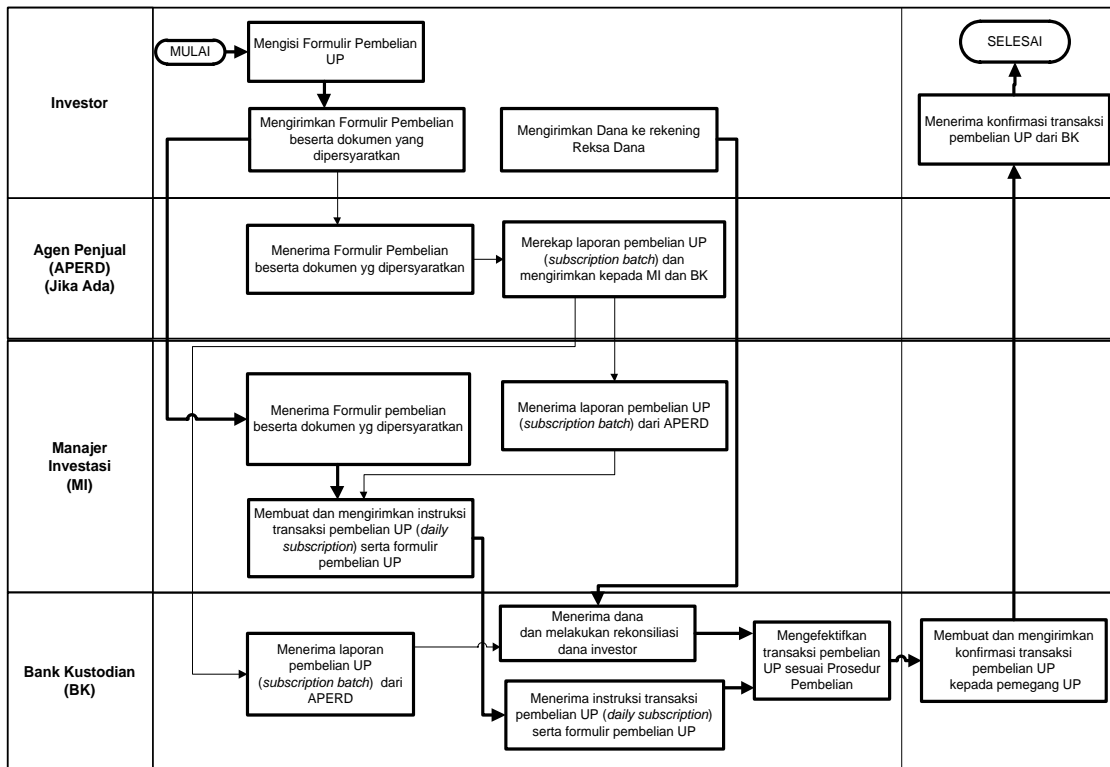 Investor
MULAI
Mengisi Formulir Pembelian
UP
Mengirimkan Formulir Pembelian
beserta dokumen yang
dipersyaratkan
Mengirimkan Dana ke rekening
Reksa Dana
SELESAI
Menerima konfirmasi transaksi
pembelian UP dari BK
Agen Penjual
(APERD)
(Jika Ada)
Menerima Formulir Pembelian
beserta dokumen yg dipersyaratkan
Merekap laporan pembelian UP
(subscription batch) dan
mengirimkan kepada MI dan BK
Manajer
Investasi
(MI)
Menerima Formulir pembelian
beserta dokumen yg dipersyaratkan
Menerima laporan pembelian UP
(subscription batch) dari APERD
Membuat dan mengirimkan instruksi
transaksi pembelian UP (daily
subscription) serta formulir
pembelian UP
Bank Kustodian
(BK)
Menerima laporan
pembelian UP
(subscription batch) dari
APERD
Menerima dana
dan melakukan rekonsiliasi
dana investor
Menerima instruksi transaksi
pembelian UP (daily subscription)
serta formulir pembelian UP
Mengefektifkan
transaksi pembelian
UP sesuai Prosedur
Pembelian
Membuat dan mengirimkan
konfirmasi transaksi
pembelian UP
kepada pemegang UP